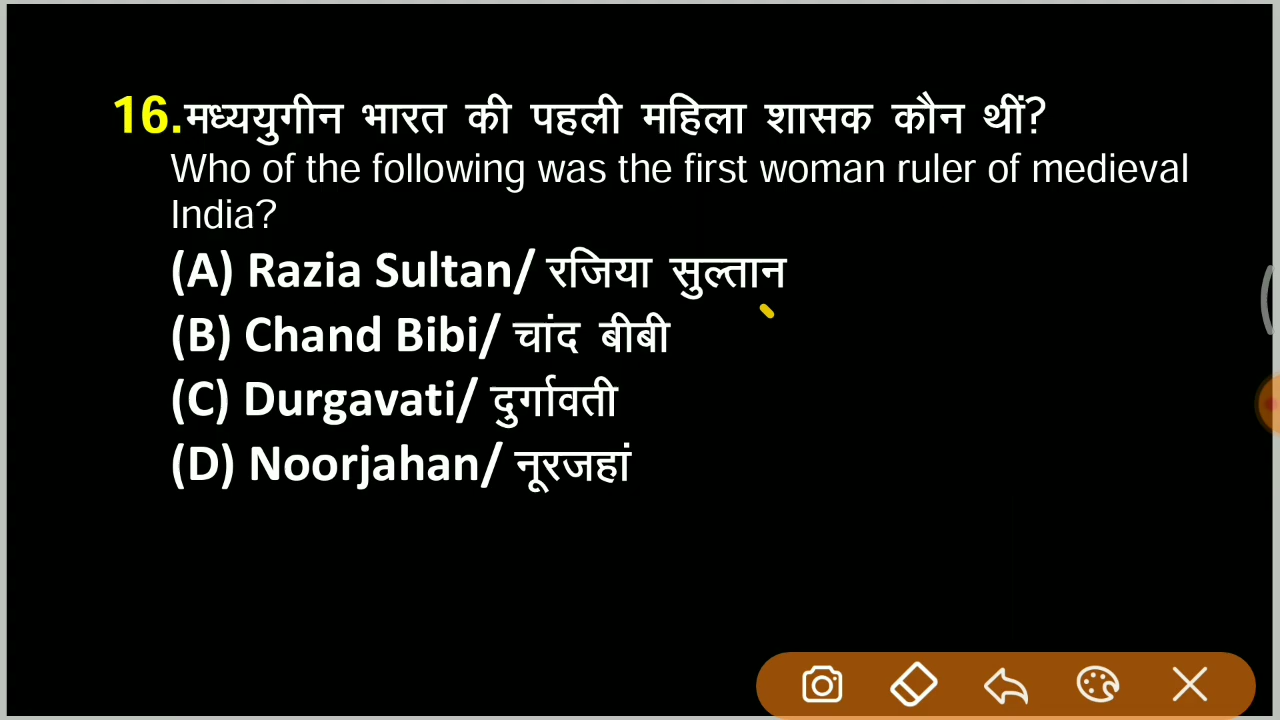 16.मध्ययुगीन भारत की पहली महिला शासक कौन थीं?
Who of the following was the first woman ruler of medieval
India?
(A) Razia Sultan/ रजिया सुल्तान
(B) Chand Bibi/ चांद बीबी
(C) Durgavati/ दुर्गावती
(D) Noorjahan/ नूरजहां